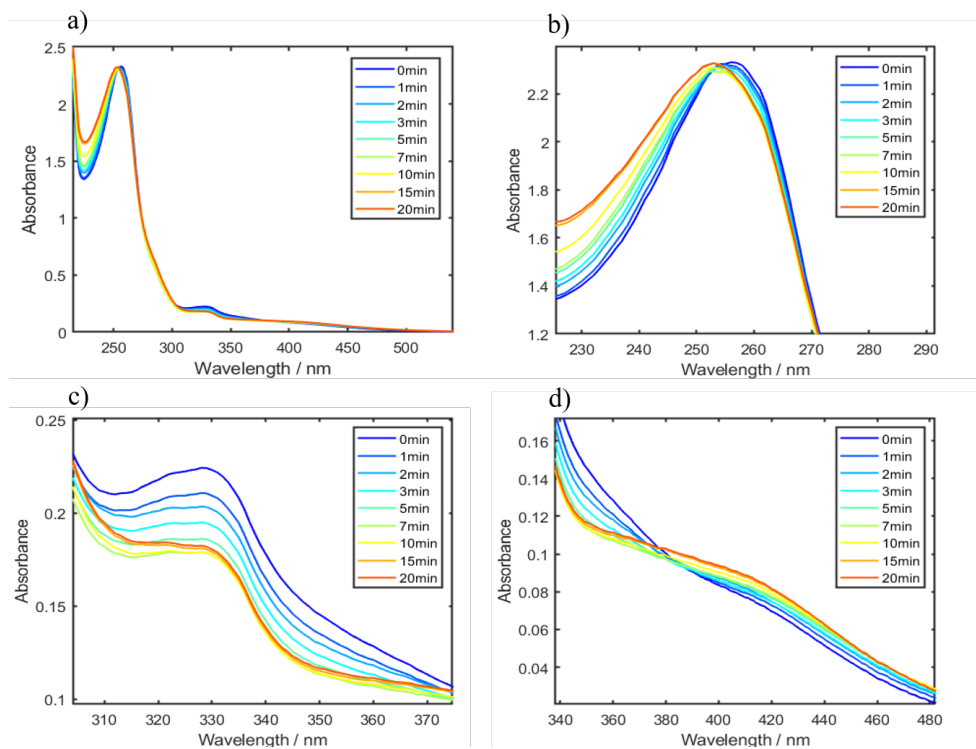 a)
2.5
2
1.5
1
0.5
0
250
300
350
400
450
500
Wavelength / nm
Absorbance
0min
1min
2min
3min
5min
7min
10min
15min
20min
b)
2.2
2
1.8
1.6
1.4
1.2
230
240
250
260
270
280
290
Wavelength / nm
Absorbance
0min
1min
2min
3min
5min
7min
10min
15min
20min
c)
0.25
0.2
0.15
0.1
310
320
330
340
350
360
370
Wavelength / nm
Absorbance
0min
1min
2min
3min
5min
7min
10min
15min
20min
d)
0.16
0.14
0.12
0.1
0.08
0.06
0.04
340
360
380
400
420
440
460
480
Wavelength / nm
Absorbance
0min
1min
2min
3min
5min
7min
10min
15min
20min